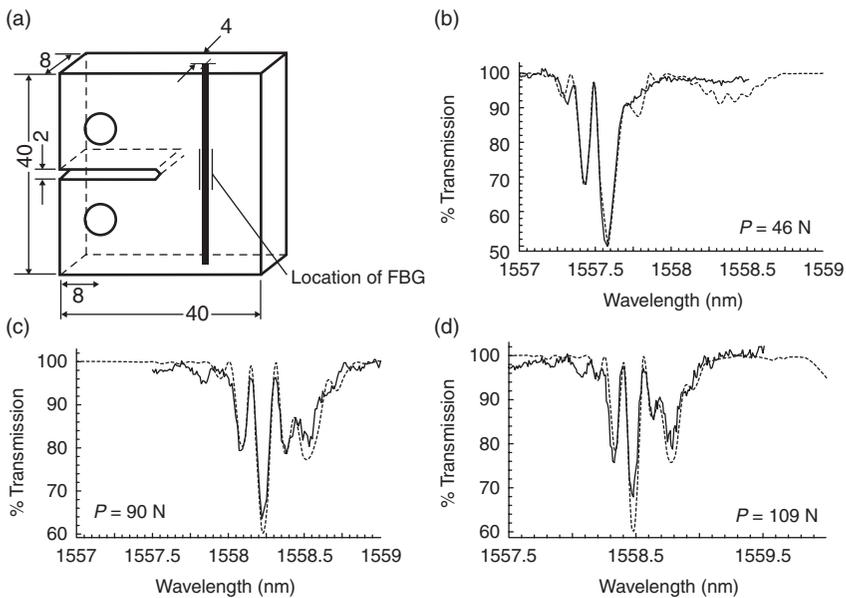 (a)
4
8
40
2
8
40
Location of FBG
(b)
% Transmission
100
90
80
70
60
50
P = 46 N
1557 1557.5 1558 1558.5 1559
Wavelength (nm)
(c)
% Transmission
100
90
80
70
60
P = 90 N
1557 1557.5 1558 1558.5 1559
Wavelength (nm)
(d)
% Transmission
100
90
80
70
60
P = 109 N
1557.5 1558.5 1559.5
Wavelength (nm)